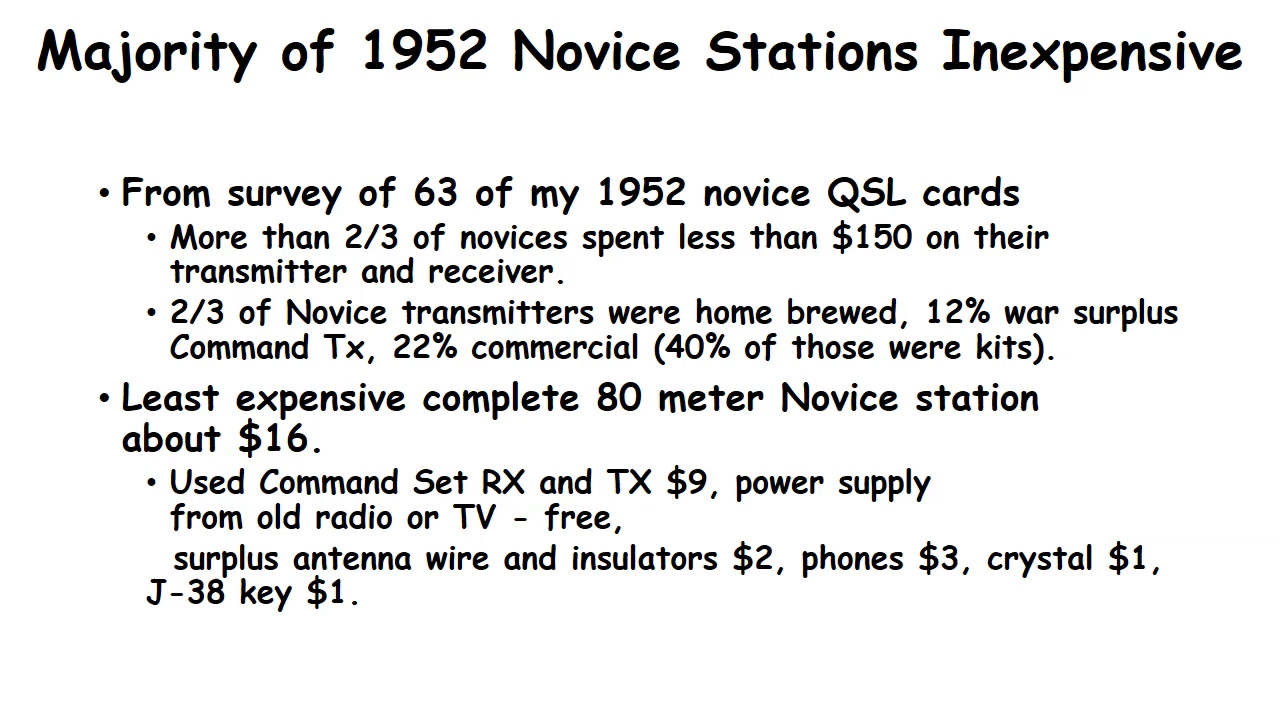 Majority of 1952 Novice Stations Inexpensive
• From survey of 63 of my 1952 novice QSL cards
• More than 2/3 of novices spent less than $150 on their
transmitter and receiver.
• 2/3 of Novice transmitters were home brewed, 12% war surplus
Command Tx, 22% commercial (40% of those were kits).
• Least expensive complete 80 meter Novice station
about $16.
• Used Command Set RX and TX $9, power supply
from old radio or TV - free,
surplus antenna wire and insulators $2, phones $3, crystal $1,
J-38 key $1.